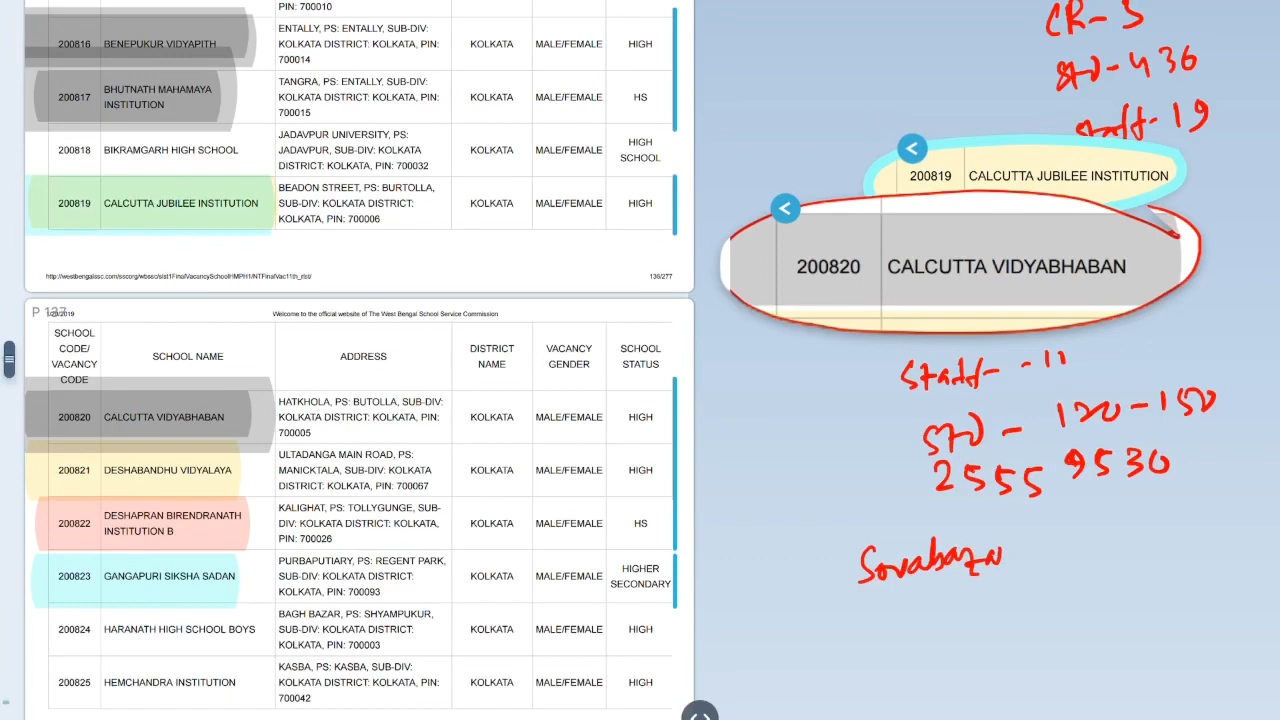 PIN: 700010
200816 BENEPUKUR VIDYAPITH ENTALLY, PS: ENTALLY, SUB-DIV: KOLKATA DISTRICT: KOLKATA, PIN: 700014 KOLKATA MALE/FEMALE HIGH
200817 BHUTNATH MAHAMAYA INSTITUTION TANGRA, PS: ENTALLY, SUB-DIV: KOLKATA DISTRICT: KOLKATA, PIN: 700015 KOLKATA MALE/FEMALE HS
200818 BIKRAMGARH HIGH SCHOOL JADAVPUR UNIVERSITY, PS: JADAVPUR, SUB-DIV: KOLKATA DISTRICT: KOLKATA, PIN: 700032 KOLKATA MALE/FEMALE HIGH SCHOOL
200819 CALCUTTA JUBILEE INSTITUTION BEADON STREET, PS: BURTOLLA, SUB-DIV: KOLKATA DISTRICT: KOLKATA, PIN: 700006 KOLKATA MALE/FEMALE HIGH
http://westbengalssc.com/sscorg/wbssc/slst1FinalVacancySchoolHMPH1/NTFinalVac11th_rlst/ 136/277
P 137
/2019 Welcome to the official website of The West Bengal School Service Commission
SCHOOL CODE/ VACANCY CODE SCHOOL NAME ADDRESS DISTRICT NAME VACANCY GENDER SCHOOL STATUS
200820 CALCUTTA VIDYABHABAN HATKHOLA, PS: BUTOLLA, SUB-DIV: KOLKATA DISTRICT: KOLKATA, PIN: 700005 KOLKATA MALE/FEMALE HIGH
200821 DESHABANDHU VIDYALAYA ULTADANGA MAIN ROAD, PS: MANICKTALA, SUB-DIV: KOLKATA DISTRICT: KOLKATA, PIN: 700067 KOLKATA MALE/FEMALE HIGH
200822 DESHAPRAN BIRENDRANATH INSTITUTION B KALIGHAT, PS: TOLLYGUNGE, SUB-DIV: KOLKATA DISTRICT: KOLKATA, PIN: 700026 KOLKATA MALE/FEMALE HS
200823 GANGAPURI SIKSHA SADAN PURBAPUTIARY, PS: REGENT PARK, SUB-DIV: KOLKATA DISTRICT: KOLKATA, PIN: 700093 KOLKATA MALE/FEMALE HIGHER SECONDARY
200824 HARANATH HIGH SCHOOL BOYS BAGH BAZAR, PS: SHYAMPUKUR, SUB-DIV: KOLKATA DISTRICT: KOLKATA, PIN: 700003 KOLKATA MALE/FEMALE HIGH
200825 HEMCHANDRA INSTITUTION KASBA, PS: KASBA, SUB-DIV: KOLKATA DISTRICT: KOLKATA, PIN: 700042 KOLKATA MALE/FEMALE HIGH
CR-5
STD-436
Staff-19
200819 CALCUTTA JUBILEE INSTITUTION
200820 CALCUTTA VIDYABHABAN
Staff- -11
STD - 120-150
2555 9530
Sovabazar